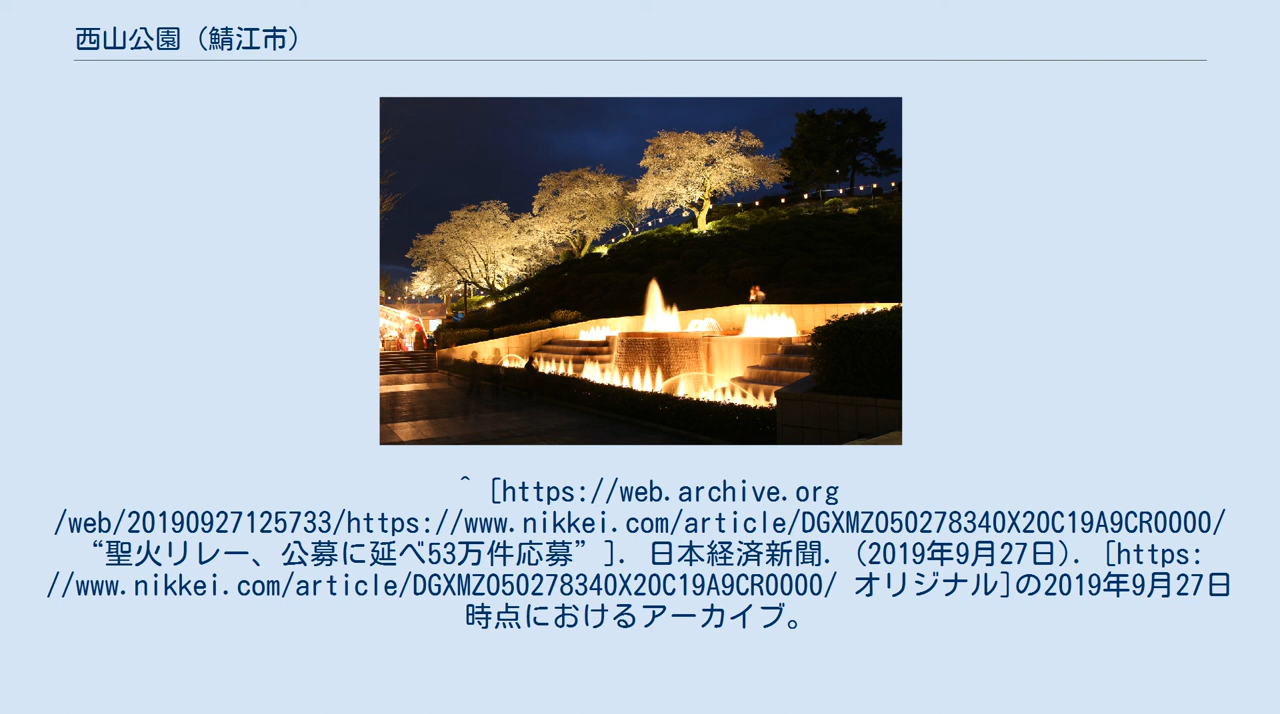 西山公園（鯖江市）
^ [https://web.archive.org
/web/20190927125733/https://www.nikkei.com/article/DGXMZO50278340X20C19A9CR0000/
“聖火リレー、公募に延べ53万件応募”]. 日本経済新聞. (2019年9月27日). [https:
//www.nikkei.com/article/DGXMZO50278340X20C19A9CR0000/ オリジナル]の2019年9月27日
時点におけるアーカイブ。